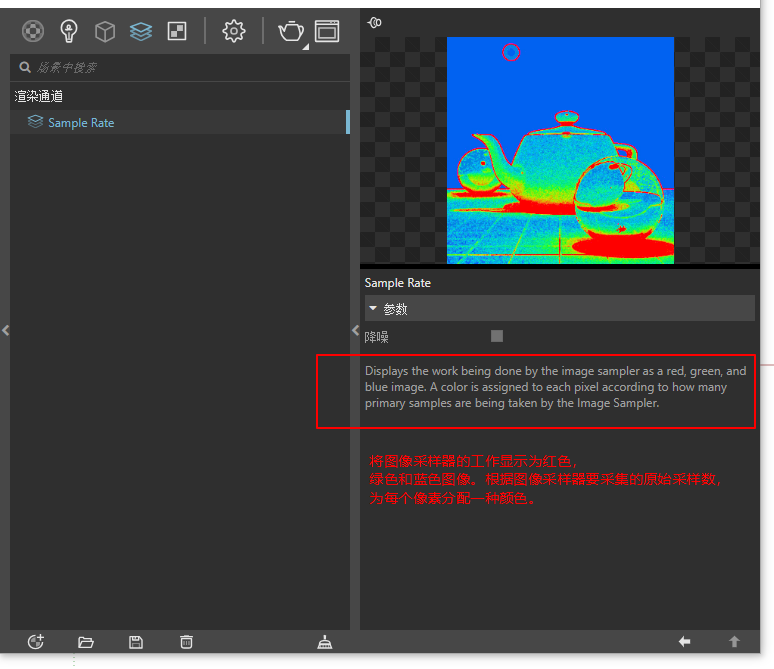 场景中搜索
渲染通道
Sample Rate
Sample Rate
参数
降噪
Displays the work being done by the image sampler as a red, green, and
blue image. A color is assigned to each pixel according to how many
primary samples are being taken by the Image Sampler.
将图像采样器的工作显示为红色，
绿色和蓝色图像。根据图像采样器要采集的原始采样数，
为每个像素分配一种颜色。